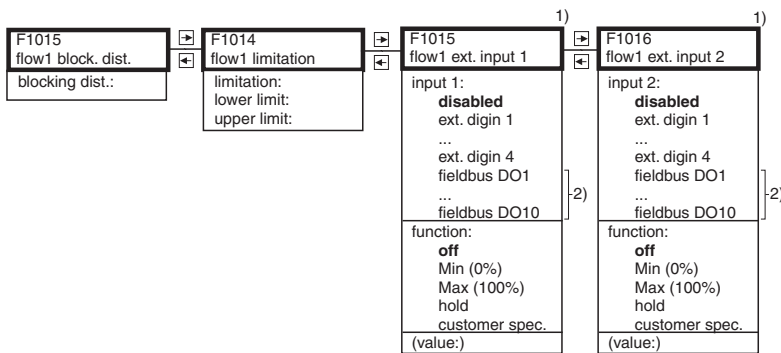 F1015
flow1 block. dist.
blocking dist.:
F1014
flow1 limitation
limitation:
lower limit:
upper limit:
1)
F1015
flow1 ext. input 1
input 1:
disabled
ext. digin 1
...
ext. digin 4
fieldbus DO1
...
fieldbus DO10
2)
function:
off
Min (0%)
Max (100%)
hold
customer spec.
(value:)
1)
F1016
flow1 ext. input 2
input 2:
disabled
ext. digin 1
...
ext. digin 4
fieldbus DO1
...
fieldbus DO10
2)
function:
off
Min (0%)
Max (100%)
hold
customer spec.
(value:)